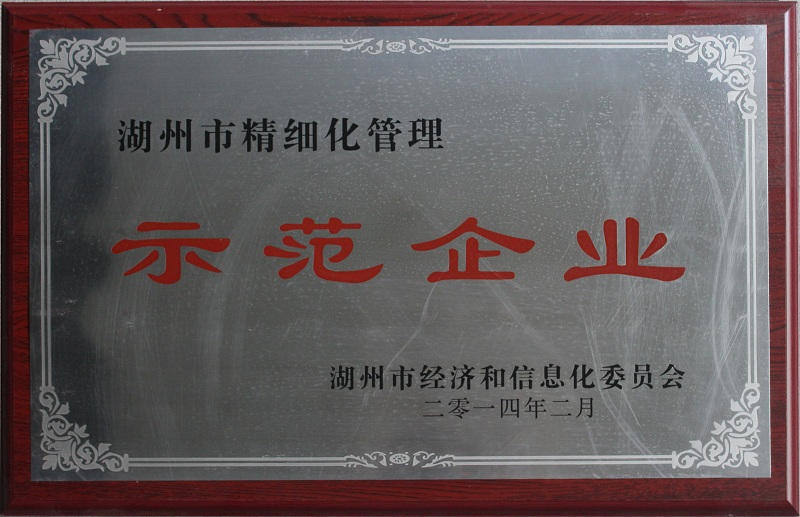 湖州市精细化管理
示范企业
湖州市经济和信息化委员会
二零一四年二月